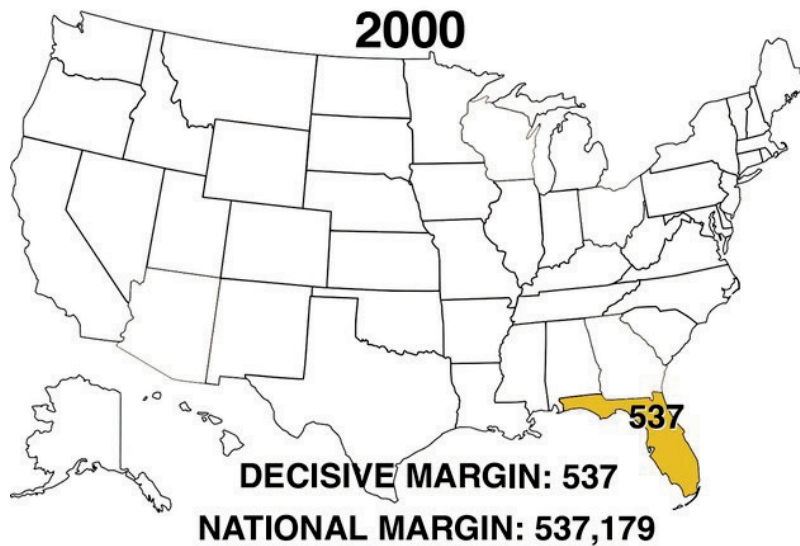 2000
537
DECISIVE MARGIN: 537
NATIONAL MARGIN: 537,179